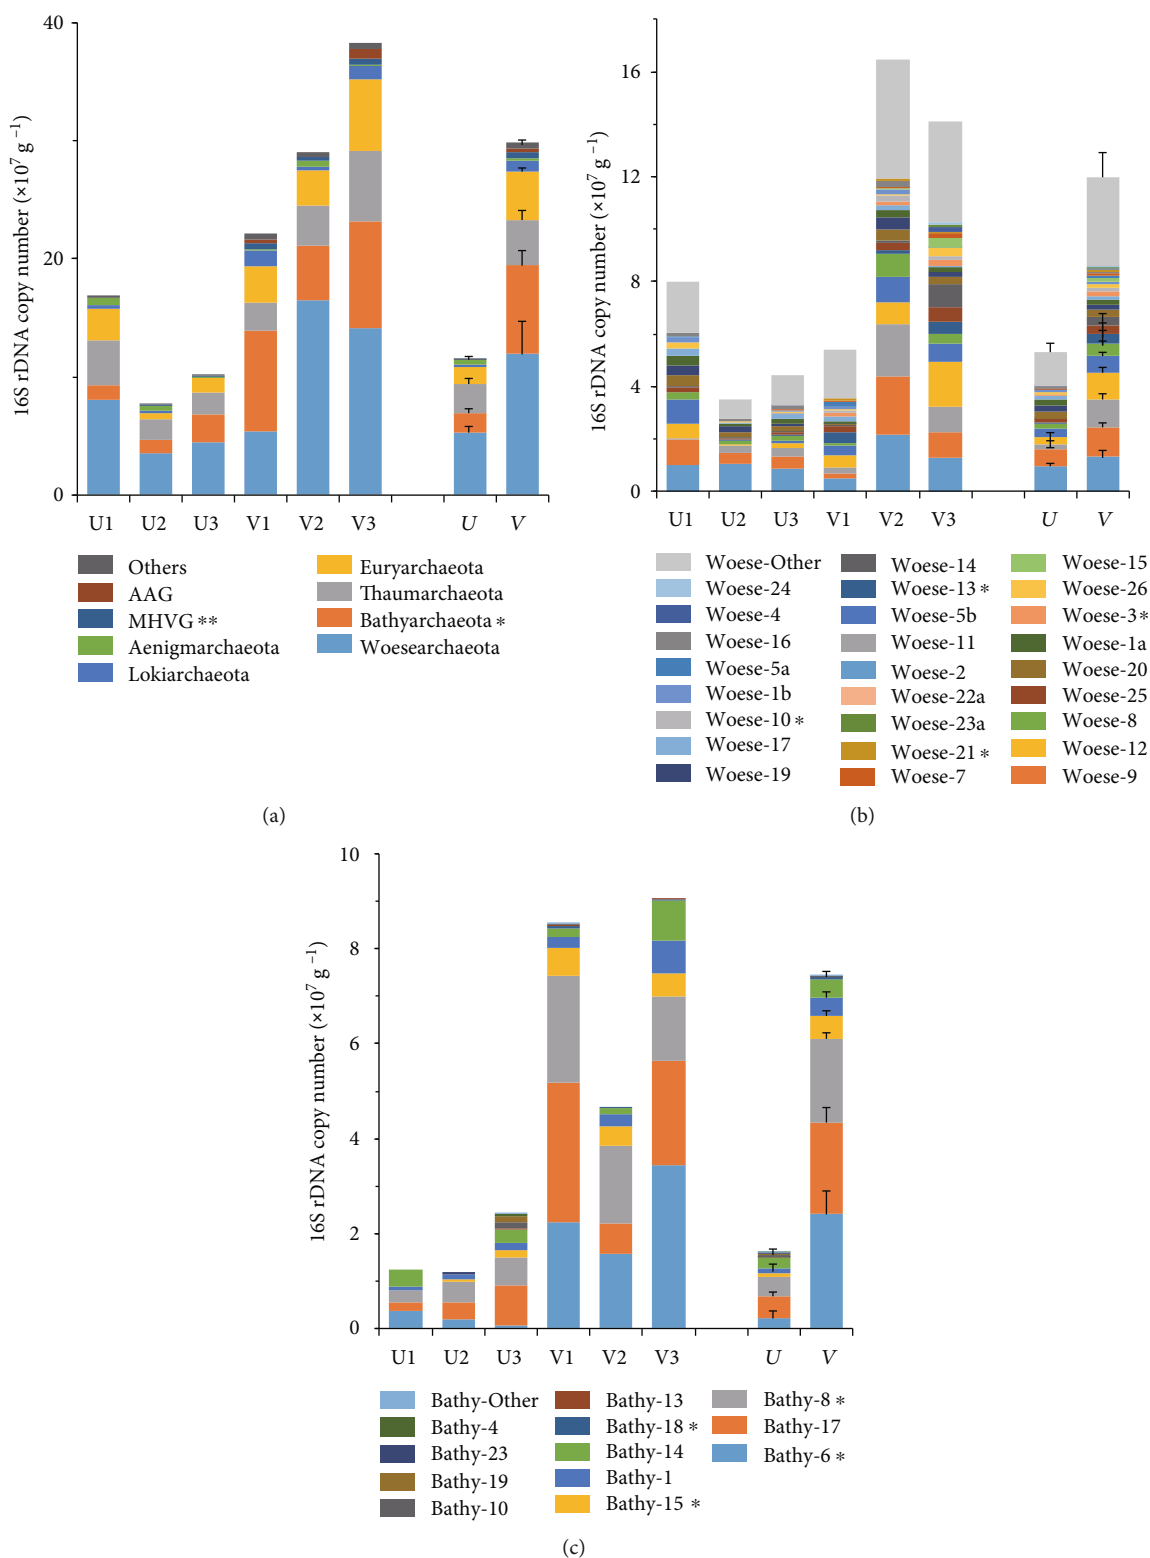 16S rDNA copy number (×10⁷ g⁻¹)
40
20
0
U1 U2 U3 V1 V2 V3 U V
Others
AAG
MHVG **
Aenigmarchaeota
Lokiarchaeota
Euryarchaeota
Thaumarchaeota
Bathyarchaeota *
Woesearchaeota
(a)
16S rDNA copy number (×10⁷ g⁻¹)
16
12
8
4
0
U1 U2 U3 V1 V2 V3 U V
Woese-Other
Woese-24
Woese-4
Woese-16
Woese-5a
Woese-1b
Woese-10 *
Woese-17
Woese-19
Woese-14
Woese-13 *
Woese-5b
Woese-11
Woese-2
Woese-22a
Woese-23a
Woese-21 *
Woese-7
Woese-15
Woese-26
Woese-3*
Woese-1a
Woese-20
Woese-25
Woese-8
Woese-12
Woese-9
(b)
16S rDNA copy number (×10⁷ g⁻¹)
10
8
6
4
2
0
U1 U2 U3 V1 V2 V3 U V
Bathy-Other
Bathy-4
Bathy-23
Bathy-19
Bathy-10
Bathy-13
Bathy-18 *
Bathy-14
Bathy-1
Bathy-15 *
Bathy-8 *
Bathy-17
Bathy-6 *
(c)